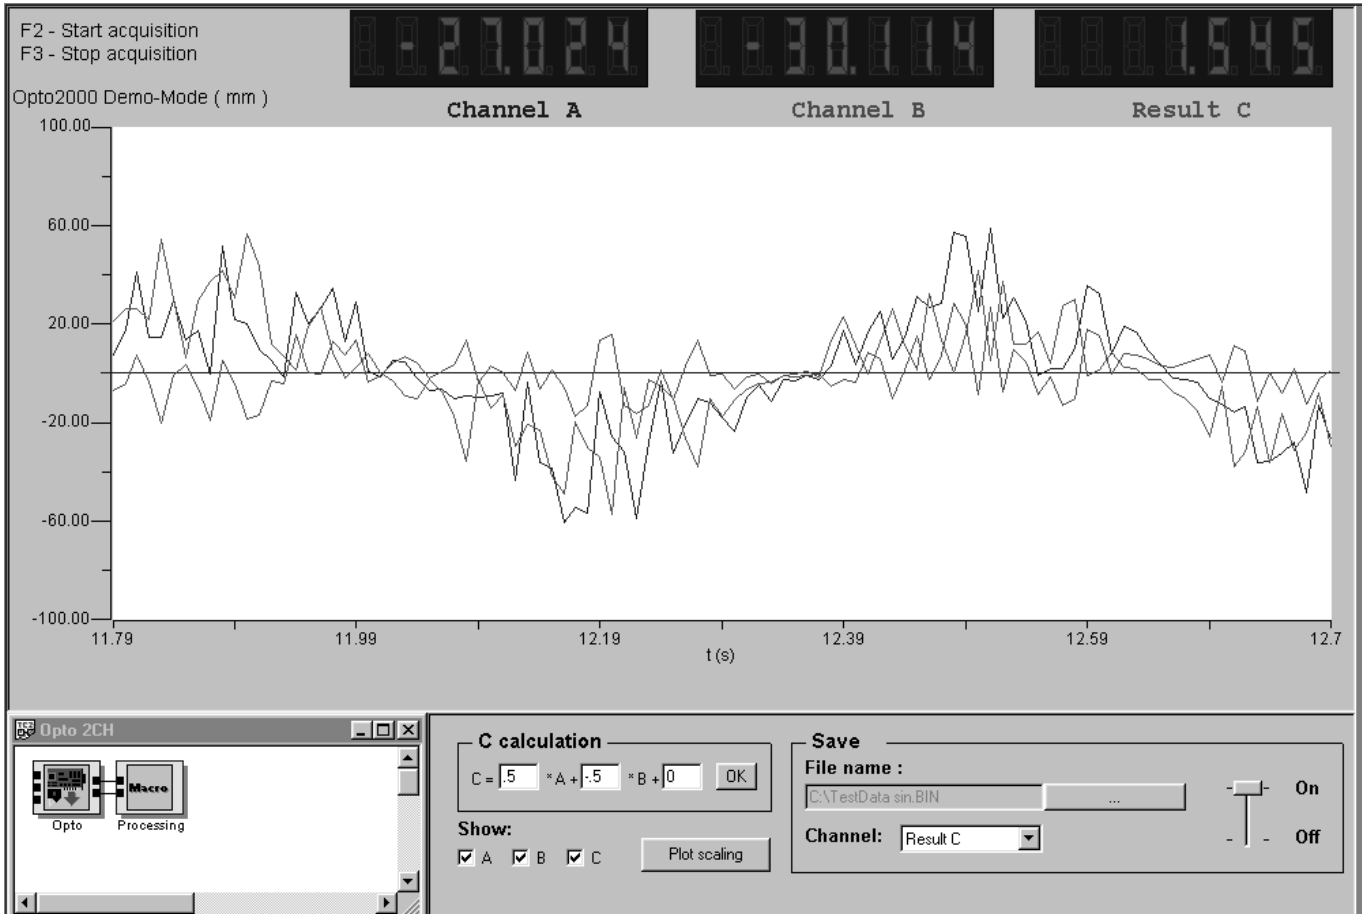 F2 - Start acquisition
F3 - Stop acquisition
-27.024
-30.114
1.545
Opto2000 Demo-Mode ( mm )
Channel A
Channel B
Result C
100.00
60.00
20.00
-20.00
-60.00
-100.00
11.79
11.99
12.19
12.39
12.59
12.7
t (s)
Opto 2CH
Opto
Macro
Processing
C calculation
C = .5 *A + -.5 *B + 0 OK
Show:
A B C
Plot scaling
Save
File name :
C:\TestData sin.BIN
...
Channel: Result C
On
Off